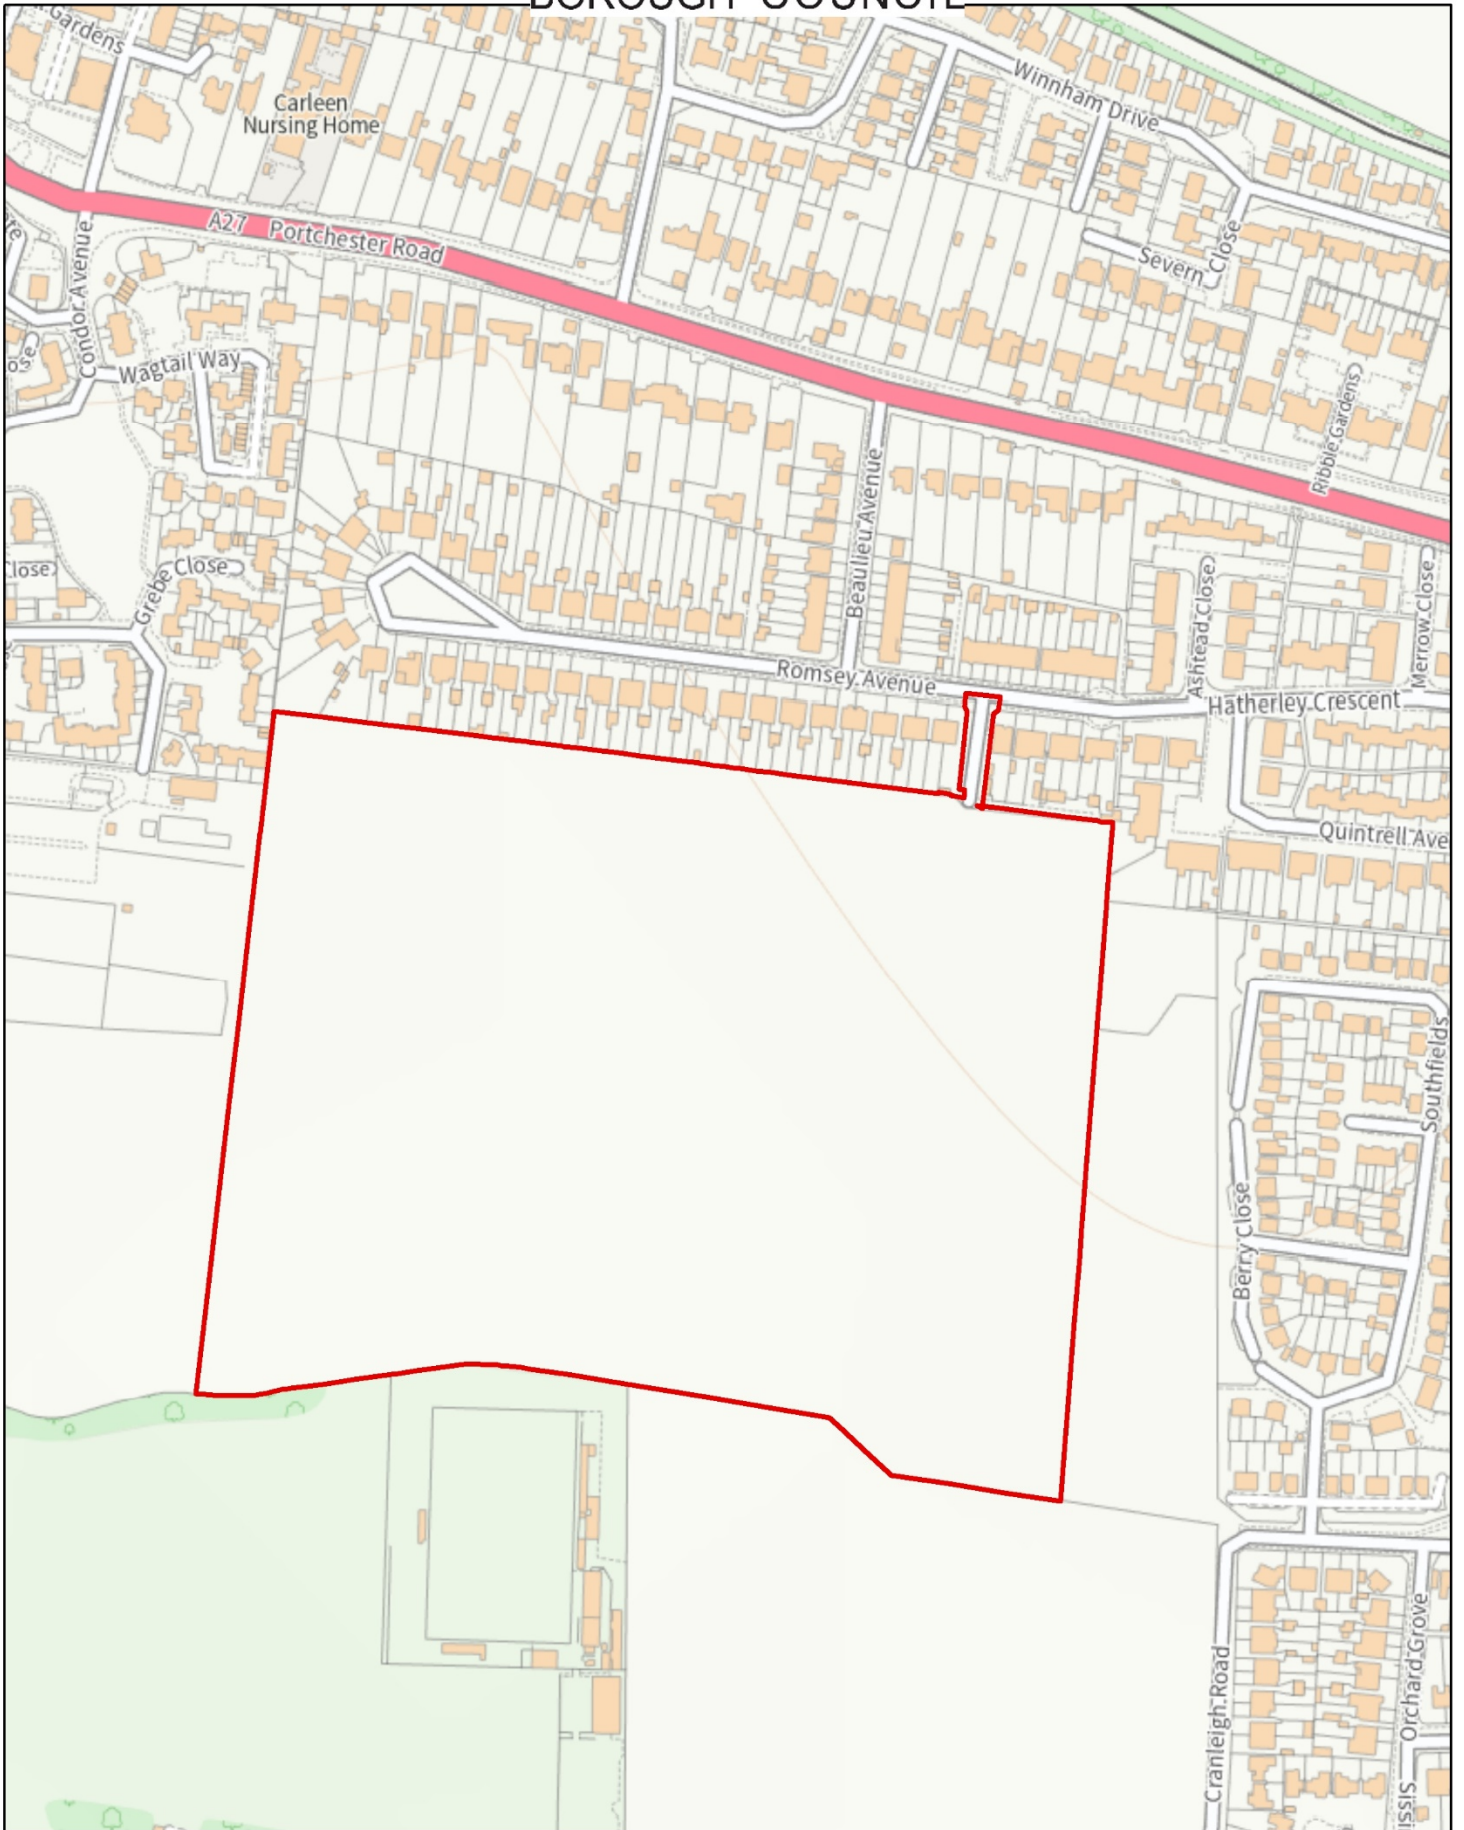 BOROUGH COUNCIL
Gardens
Carleen
Nursing Home
Winnham Drive
A27
Portchester Road
Severn Close
Condor Avenue
Wagtail Way
Ribble Gardens
Beaulieu Avenue
Close
Grebe Close
Ashtead Close
Merrow Close
Romsey Avenue
Hatherley Crescent
Quintrell Ave
Southfields
Berry Close
Cranleigh Road
Orchard Grove